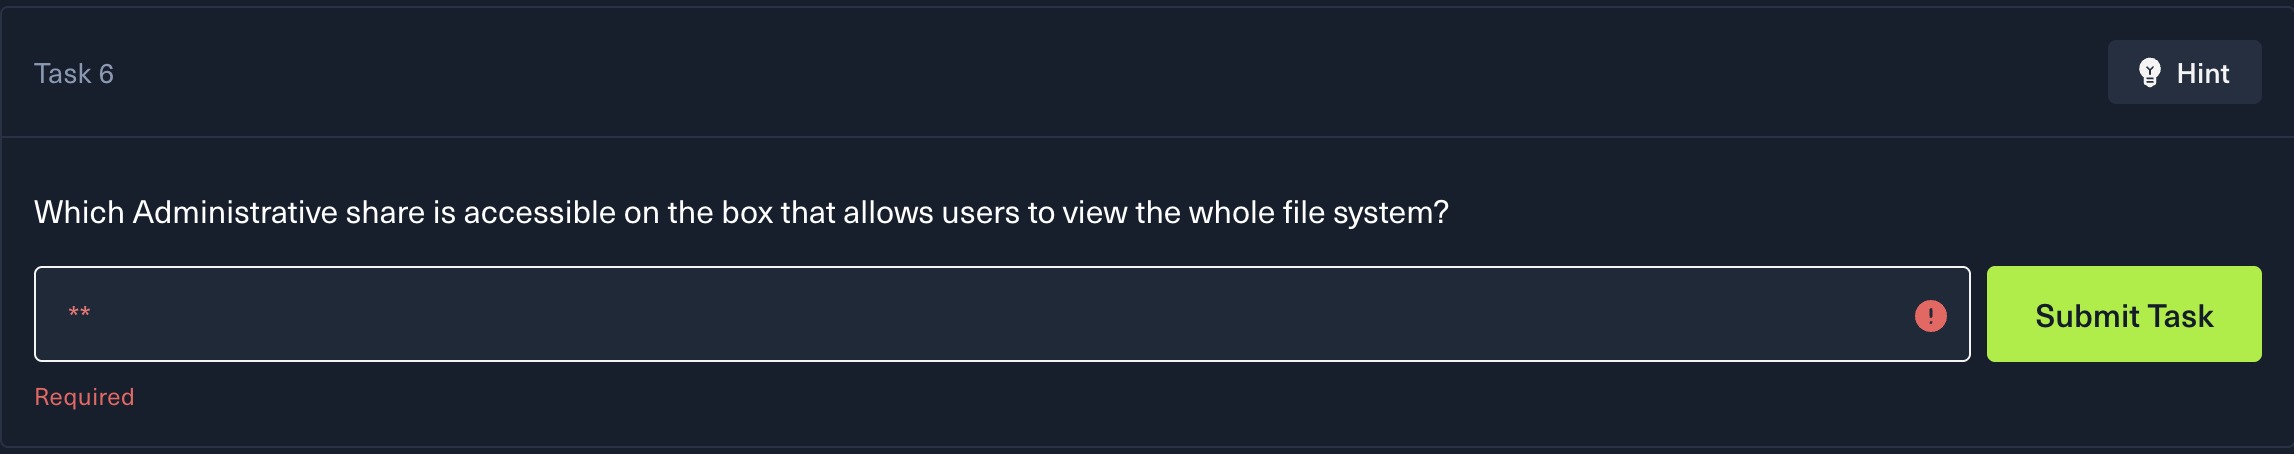 Task 6
Hint
Which Administrative share is accessible on the box that allows users to view the whole file system?
**
Submit Task
Required